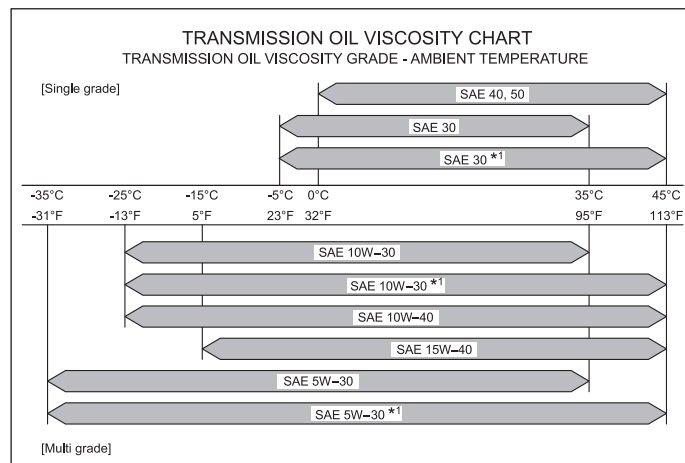 TRANSMISSION OIL VISCOSITY CHART
TRANSMISSION OIL VISCOSITY GRADE - AMBIENT TEMPERATURE
[Single grade]
SAE 40, 50
SAE 30
SAE 30 *1
-35°C -25°C -15°C -5°C 0°C 35°C 45°C
-31°F -13°F 5°F 23°F 32°F 95°F 113°F
SAE 10W–30
SAE 10W–30 *1
SAE 10W–40
SAE 15W–40
SAE 5W–30
SAE 5W–30 *1
[Multi grade]